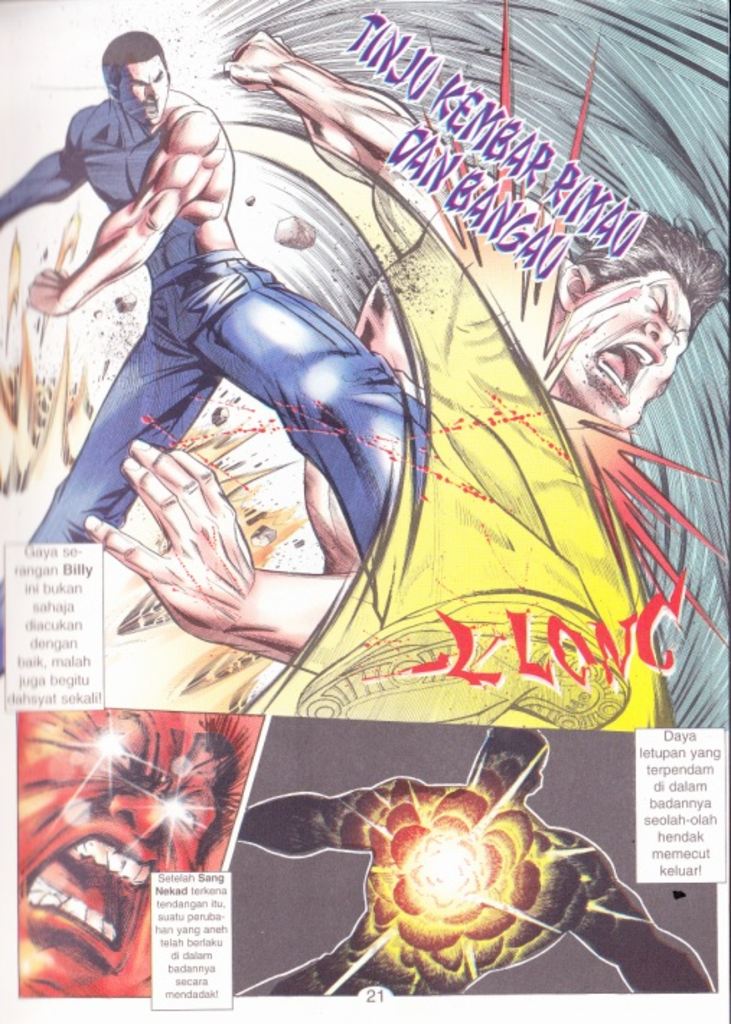 TINJU KEMBAR RIMAU
DAN BANGAU
Gaya se-
rangan Billy
ini bukan
sahaja
diacukan
dengan
baik, malah
juga begitu
dahsyat sekali!
Setelah Sang
Nekad terkena
tendangan itu,
suatu peruba-
han yang aneh
telah berlaku
di dalam
badannya
secara
mendadak!
Daya
letupan yang
terpendam
di dalam
badannya
seolah-olah
hendak
memecut
keluar!
21